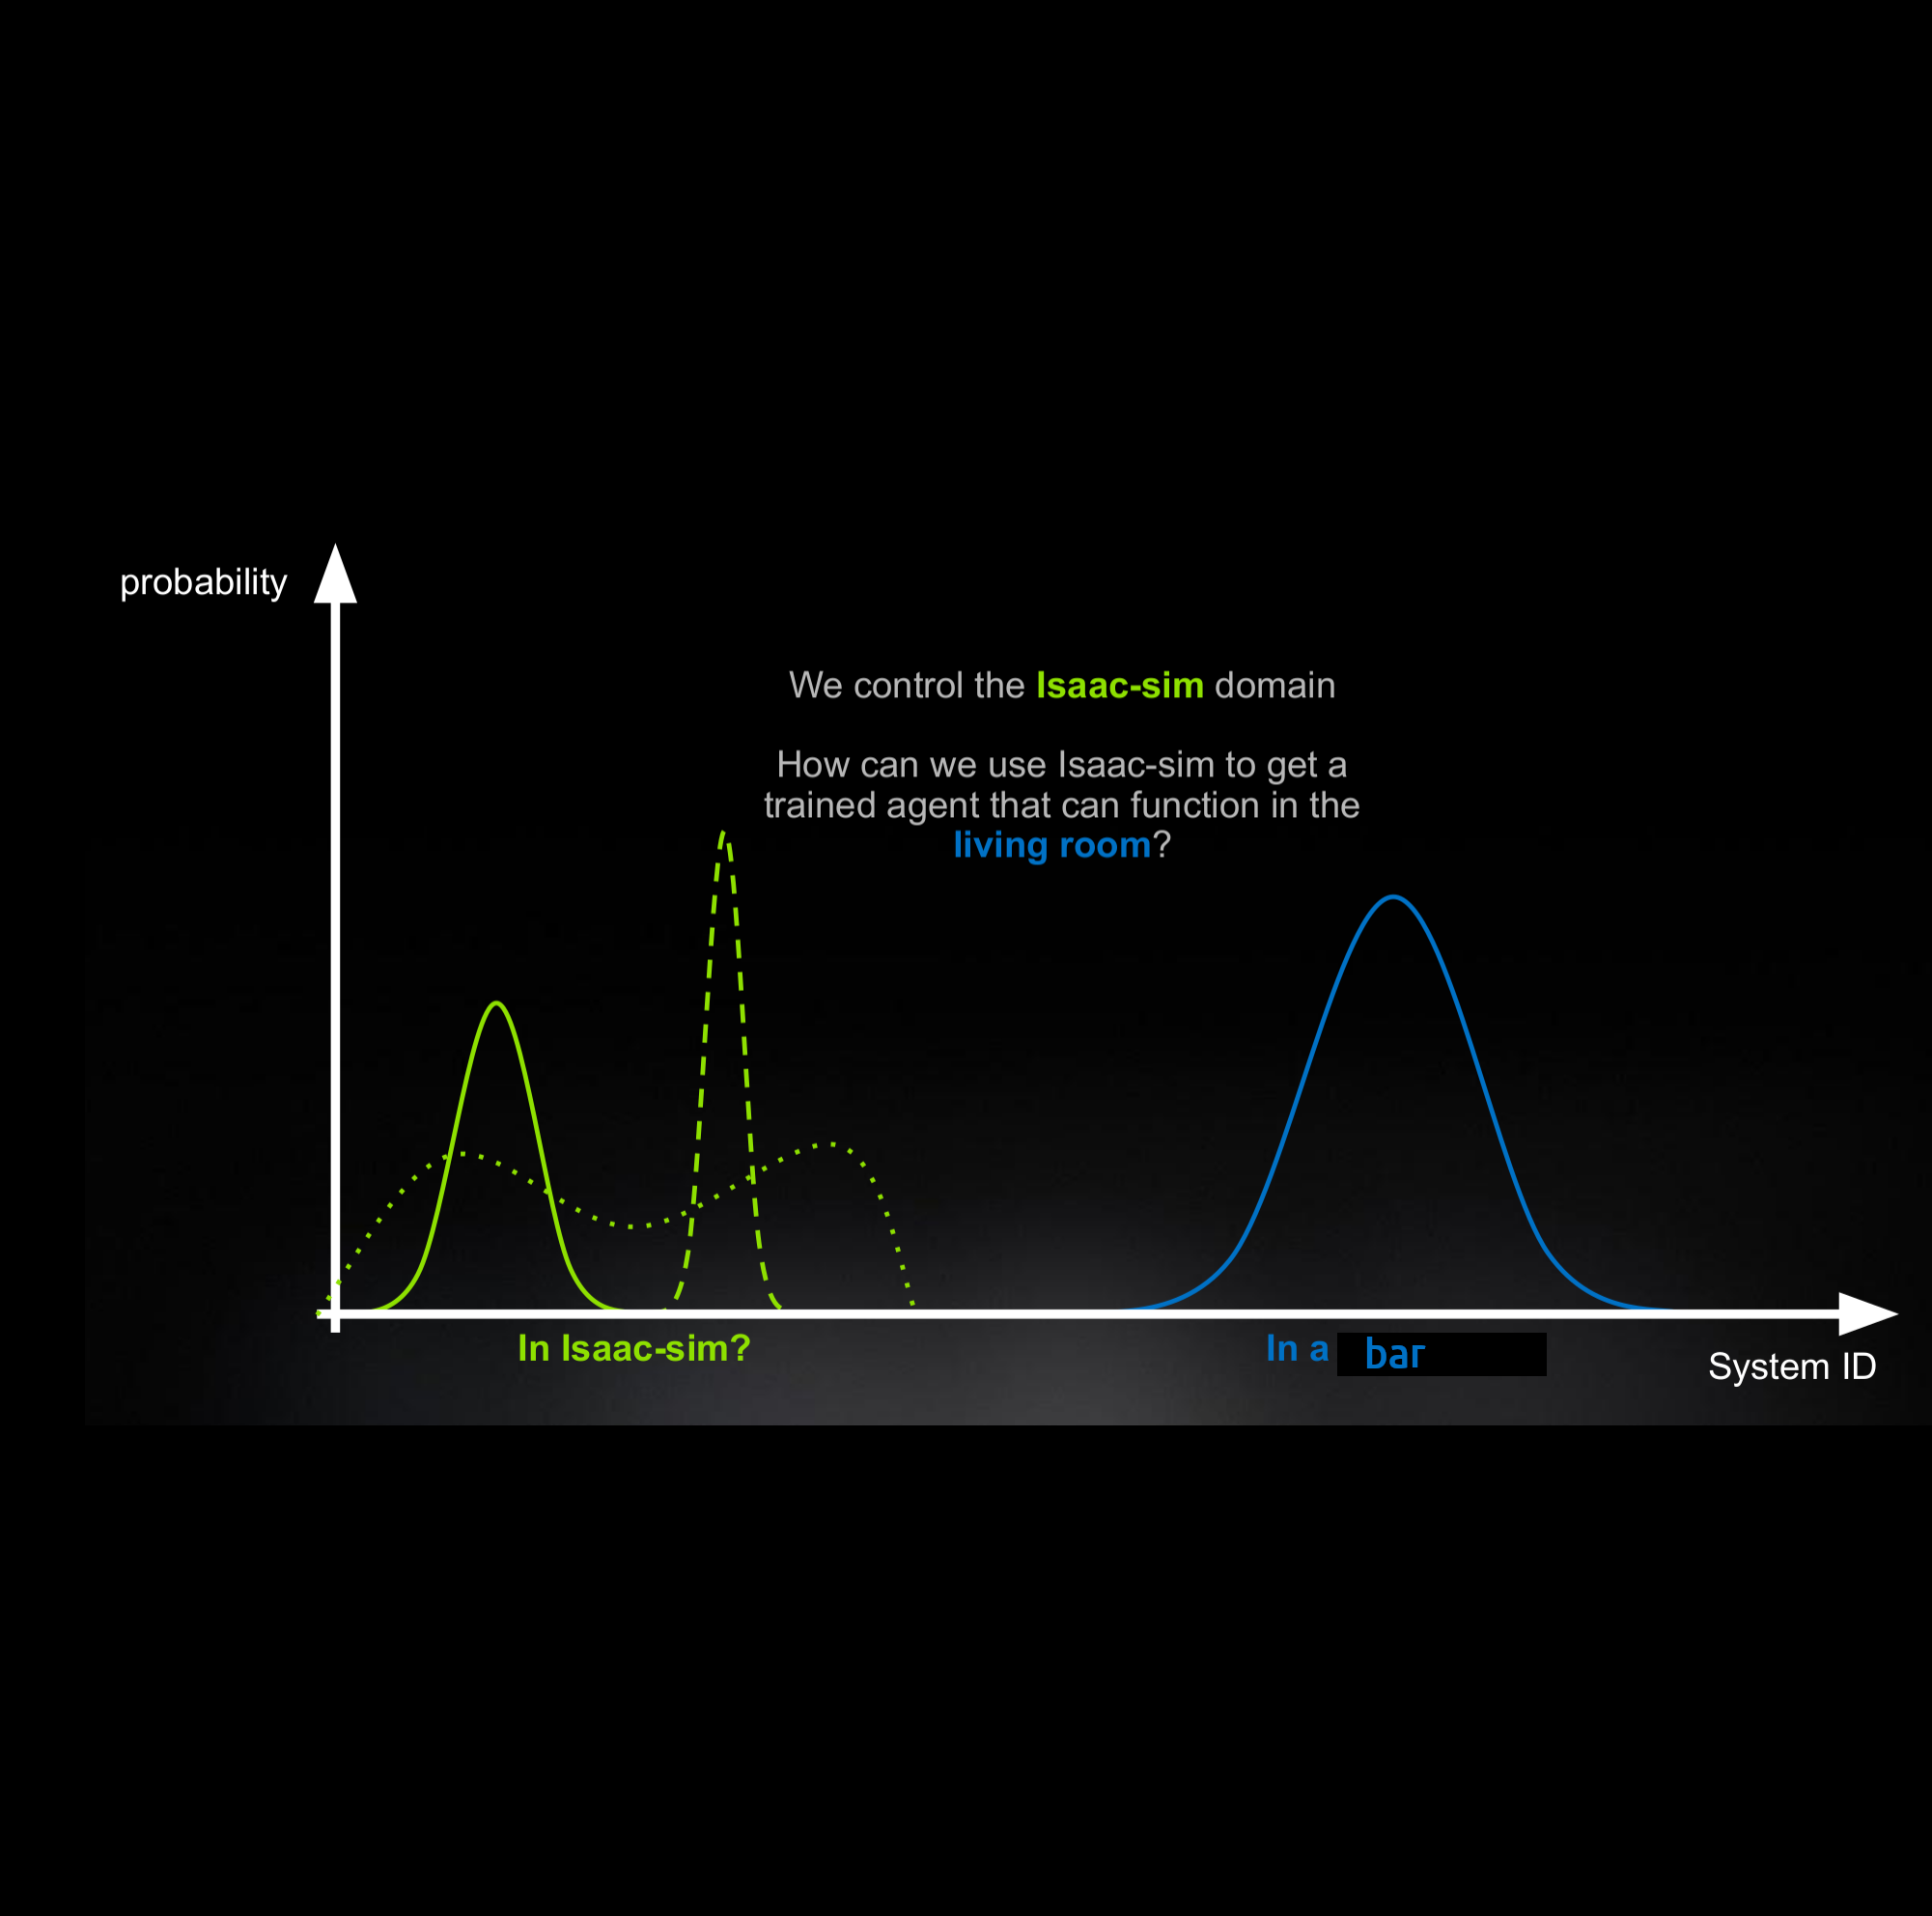 probability
We control the Isaac-sim domain
How can we use Isaac-sim to get a
trained agent that can function in the
living room?
In Isaac-sim?
In a bar
System ID